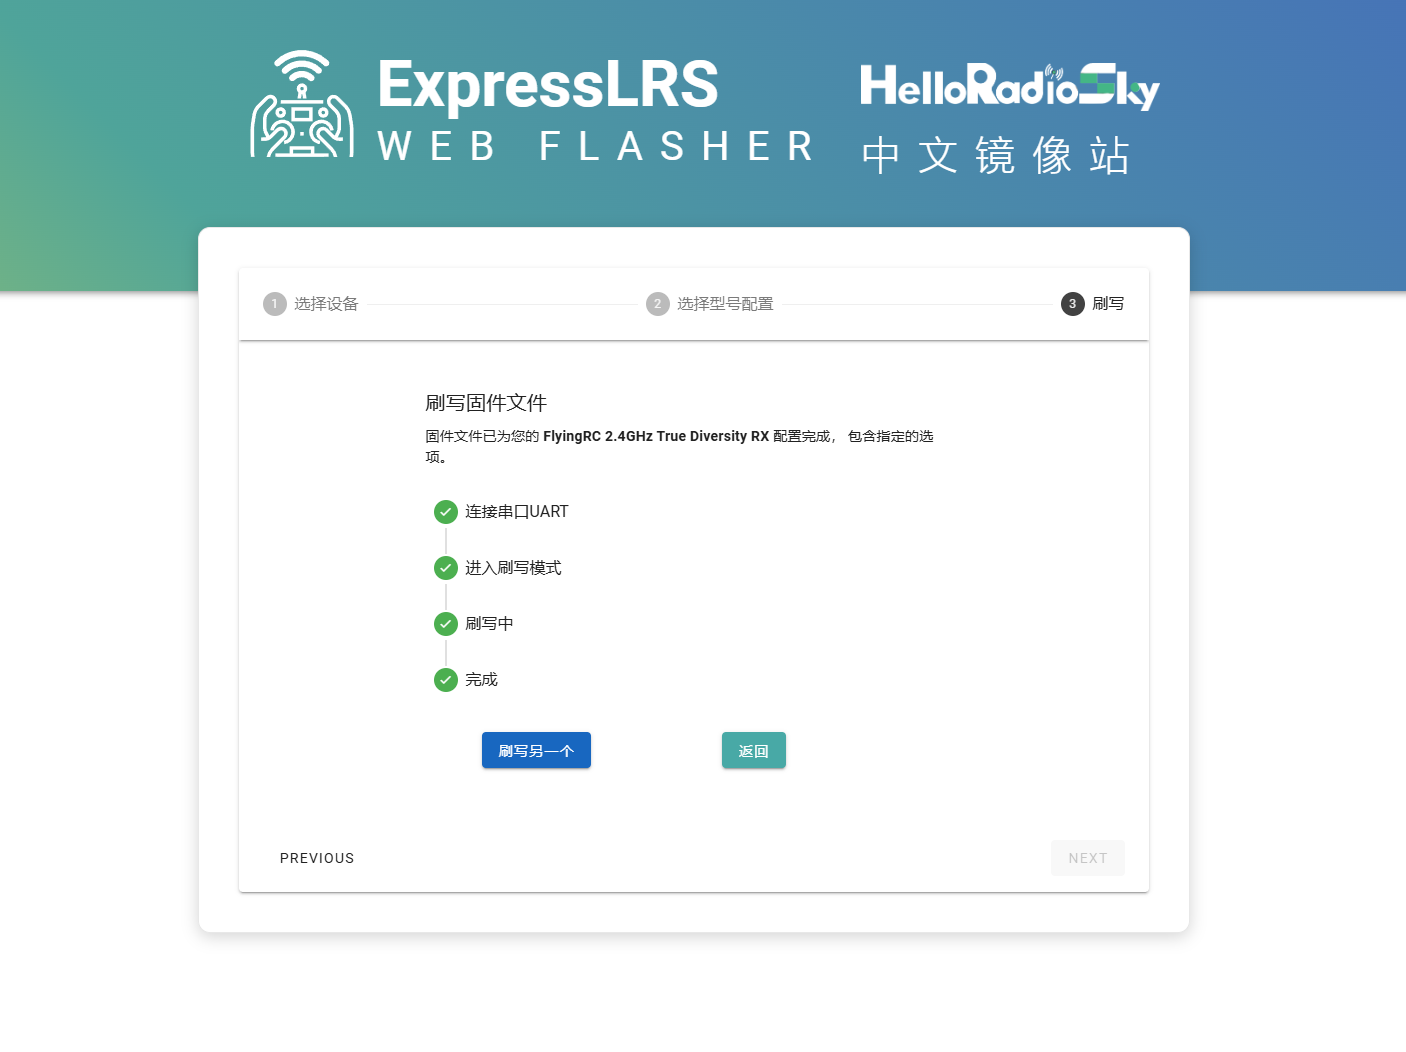 ExpressLRS
WEB FLASHER
HelloRadioSky
中文镜像站
1 选择设备
2 选择型号配置
3 刷写
刷写固件文件
固件文件已为您的 FlyingRC 2.4GHz True Diversity RX 配置完成， 包含指定的选
项。
连接串口UART
进入刷写模式
刷写中
完成
刷写另一个
返回
PREVIOUS
NEXT